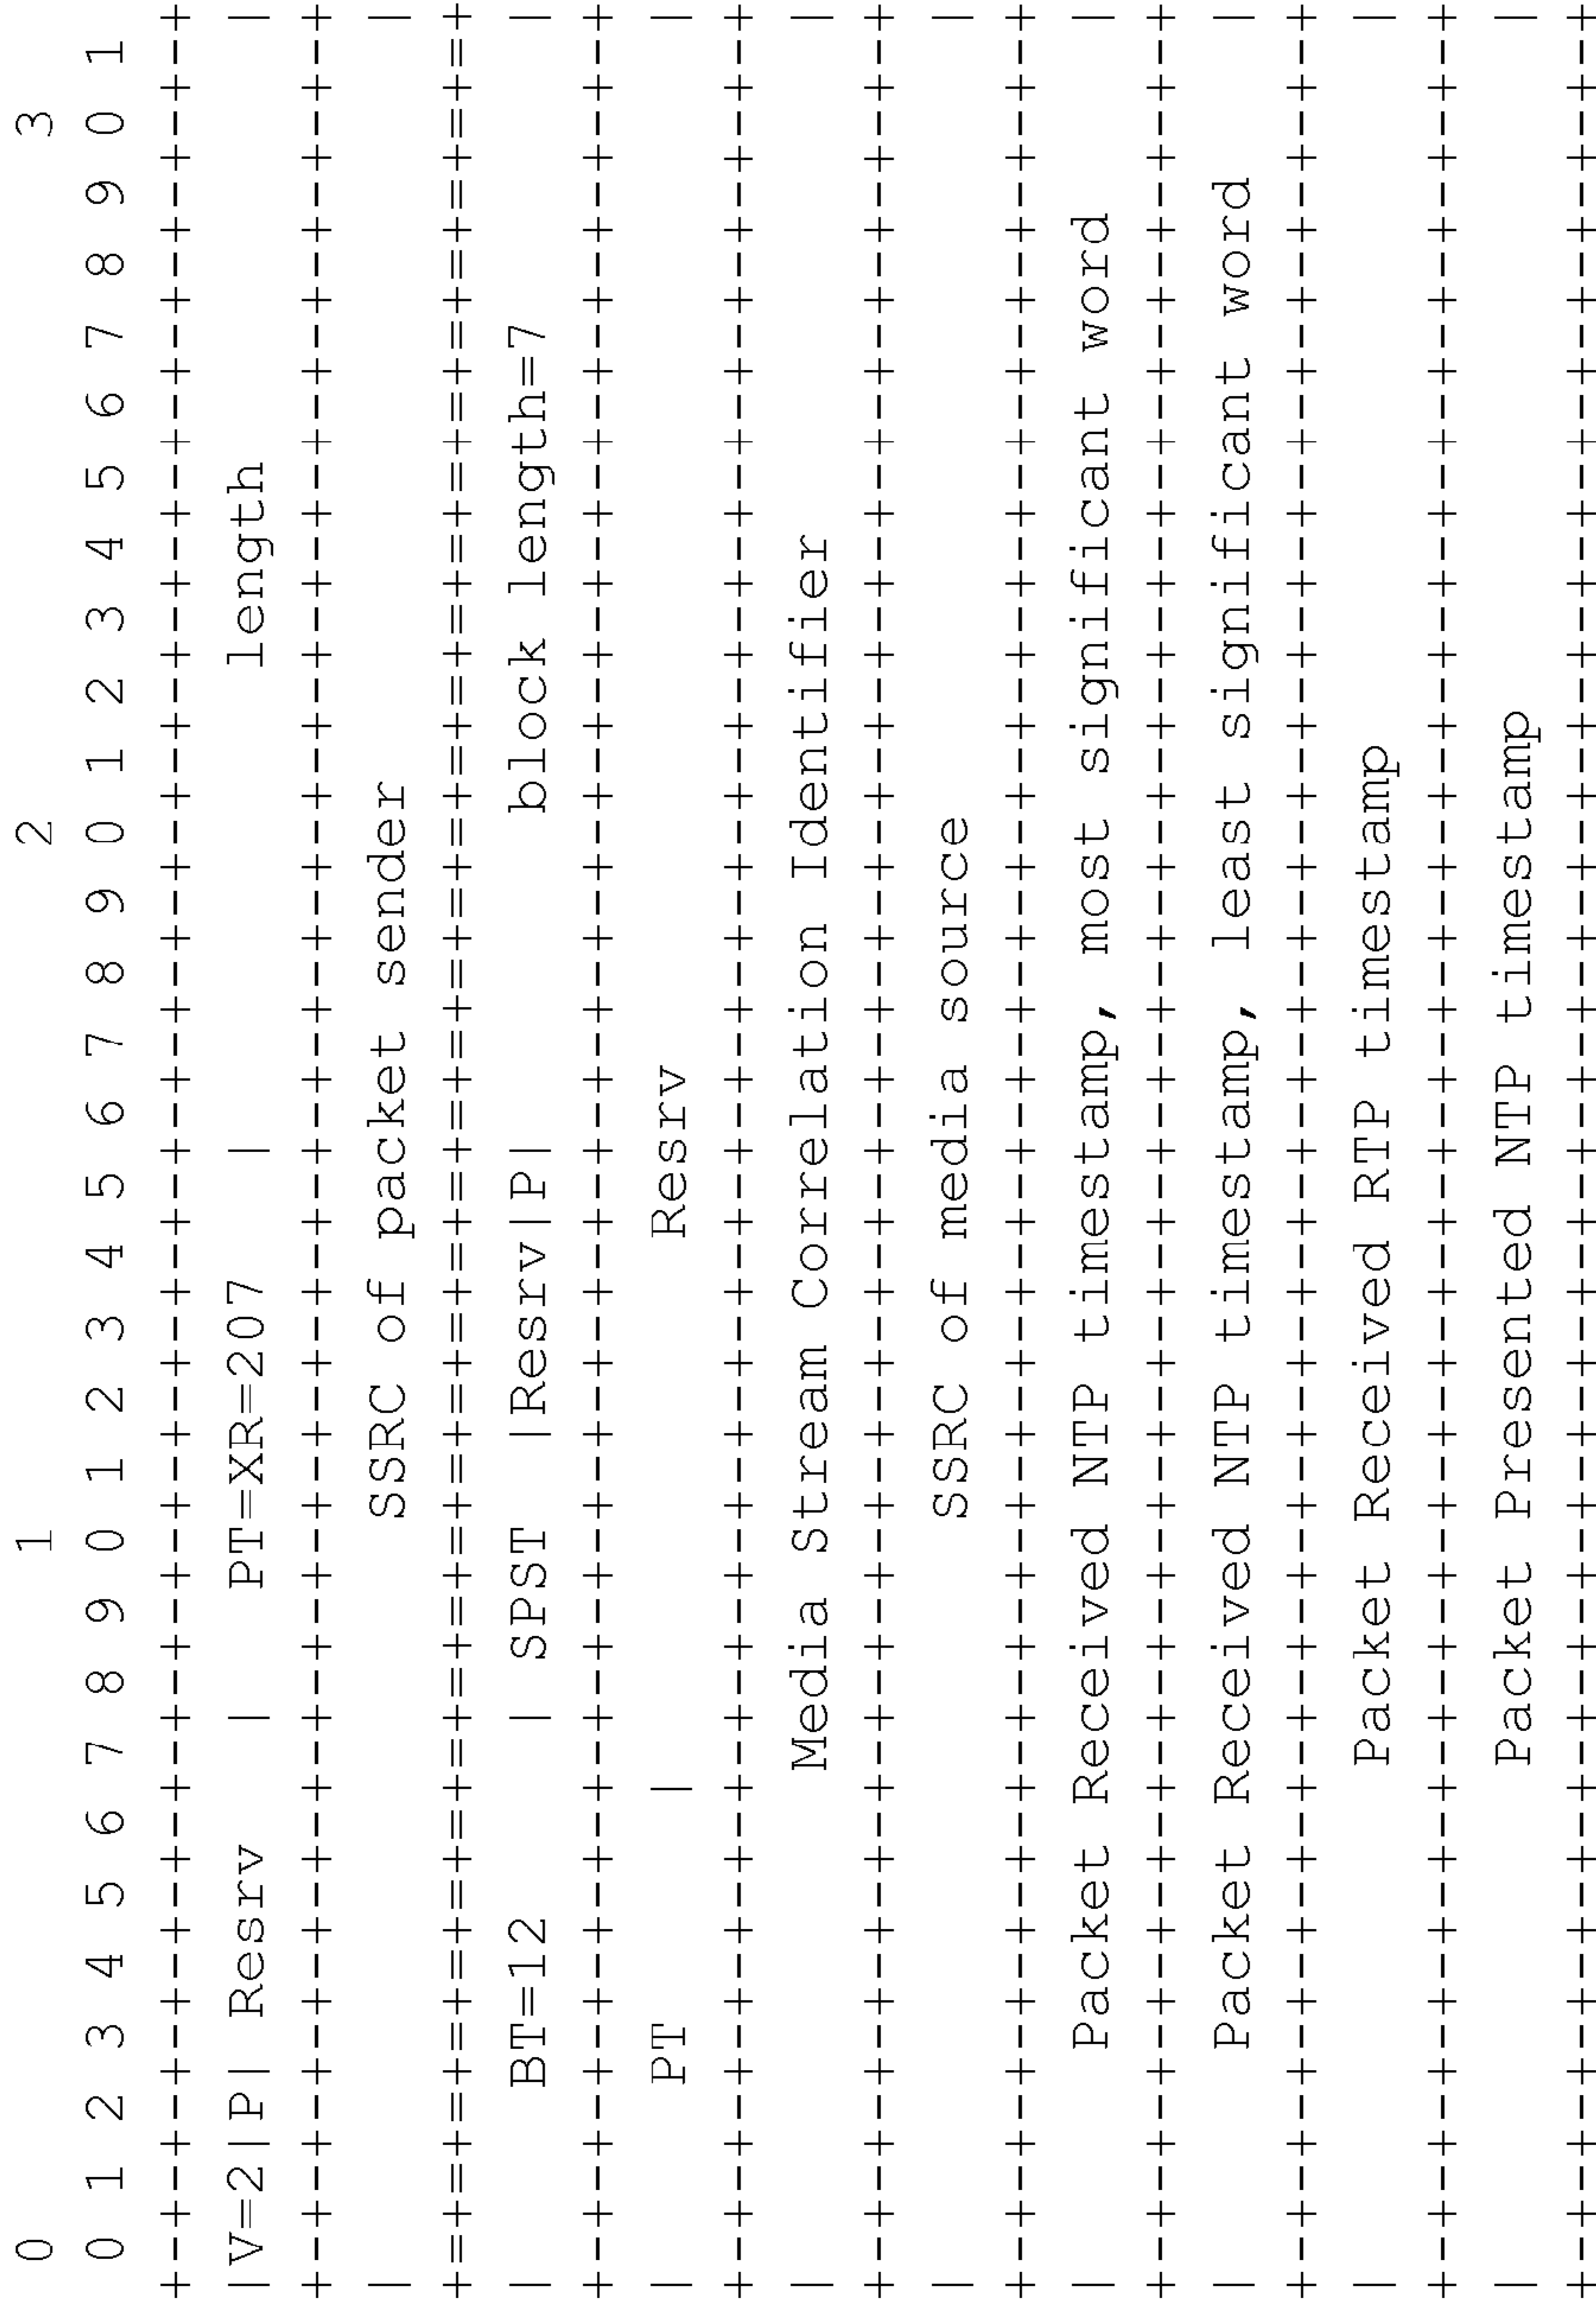 0                   1                   2                   3
 0 1 2 3 4 5 6 7 8 9 0 1 2 3 4 5 6 7 8 9 0 1 2 3 4 5 6 7 8 9 0 1
+-+-+-+-+-+-+-+-+-+-+-+-+-+-+-+-+-+-+-+-+-+-+-+-+-+-+-+-+-+-+-+-+
|V=2|P| Resrv   |   PT=XR=207   |             length            |
+-+-+-+-+-+-+-+-+-+-+-+-+-+-+-+-+-+-+-+-+-+-+-+-+-+-+-+-+-+-+-+-+
|                     SSRC of packet sender                     |
+=+=+=+=+=+=+=+=+=+=+=+=+=+=+=+=+=+=+=+=+=+=+=+=+=+=+=+=+=+=+=+=+
|     BT=12     | SPST  |Resrv|P|         block length=7        |
+-+-+-+-+-+-+-+-+-+-+-+-+-+-+-+-+-+-+-+-+-+-+-+-+-+-+-+-+-+-+-+-+
|     PT      |               Resrv                             |
+-+-+-+-+-+-+-+-+-+-+-+-+-+-+-+-+-+-+-+-+-+-+-+-+-+-+-+-+-+-+-+-+
|              Media Stream Correlation Identifier              |
+-+-+-+-+-+-+-+-+-+-+-+-+-+-+-+-+-+-+-+-+-+-+-+-+-+-+-+-+-+-+-+-+
|                     SSRC of media source                      |
+-+-+-+-+-+-+-+-+-+-+-+-+-+-+-+-+-+-+-+-+-+-+-+-+-+-+-+-+-+-+-+-+
|      Packet Received NTP timestamp, most significant word     |
+-+-+-+-+-+-+-+-+-+-+-+-+-+-+-+-+-+-+-+-+-+-+-+-+-+-+-+-+-+-+-+-+
|      Packet Received NTP timestamp, least significant word    |
+-+-+-+-+-+-+-+-+-+-+-+-+-+-+-+-+-+-+-+-+-+-+-+-+-+-+-+-+-+-+-+-+
|              Packet Received RTP timestamp                    |
+-+-+-+-+-+-+-+-+-+-+-+-+-+-+-+-+-+-+-+-+-+-+-+-+-+-+-+-+-+-+-+-+
|              Packet Presented NTP timestamp                   |
+-+-+-+-+-+-+-+-+-+-+-+-+-+-+-+-+-+-+-+-+-+-+-+-+-+-+-+-+-+-+-+-+